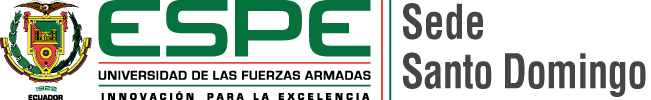 ESPE
UNIVERSIDAD DE LAS FUERZAS ARMADAS
INNOVACIÓN PARA LA EXCELENCIA
1922
ECUADOR
Sede
Santo Domingo